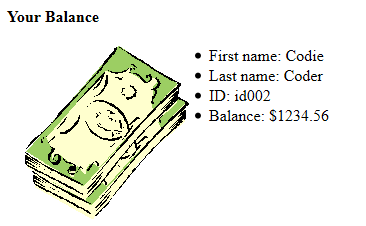 Your Balance
First name: Codie
Last name: Coder
ID: id002
Balance: $1234.56